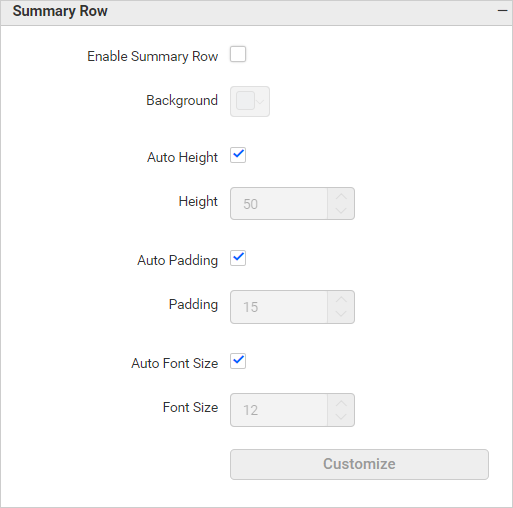 Summary Row
Enable Summary Row
Background
Auto Height
Height 50
Auto Padding
Padding 15
Auto Font Size
Font Size 12
Customize